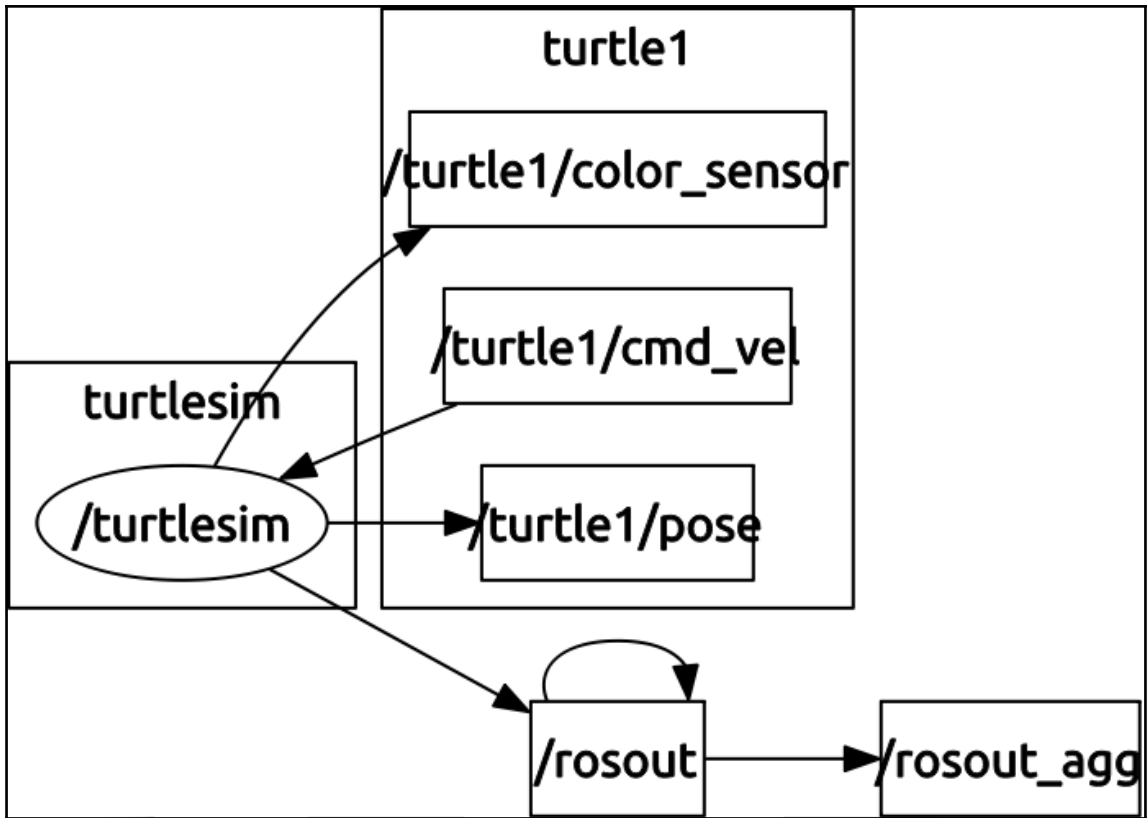 turtle1
/turtle1/color_sensor
/turtle1/cmd_vel
turtlesim
/turtlesim
/turtle1/pose
/rosout
/rosout_agg